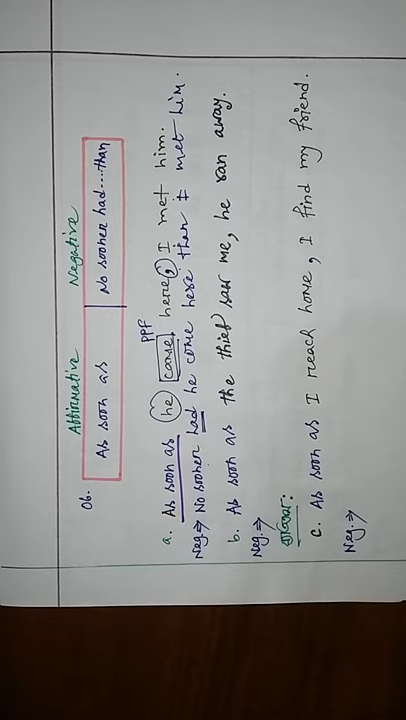 Affirmative Negative
06. As soon as No sooner had....than
PPF
a. As soon as he came here, I met him.
Neg.⇒ No sooner had he come here than I met him.
b. As soon as the thief saw me, he ran away.
Neg.⇒
c. As soon as I reach home, I find my friend.
Neg.⇒